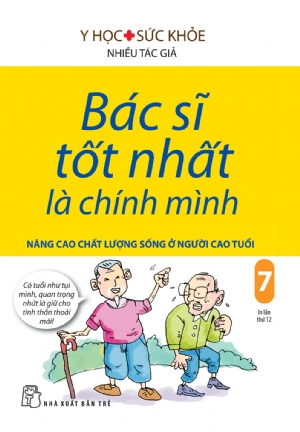 Y HỌC + SỨC KHỎE
NHIỀU TÁC GIẢ
Bác sĩ
tốt nhất
là chính mình
NÂNG CAO CHẤT LƯỢNG SỐNG Ở NGƯỜI CAO TUỔI
7
In lần
thứ 12
Có tuổi như tụi
mình, quan trọng
nhứt là giữ cho
tinh thần thoải
mái!
NHÀ XUẤT BẢN TRẺ